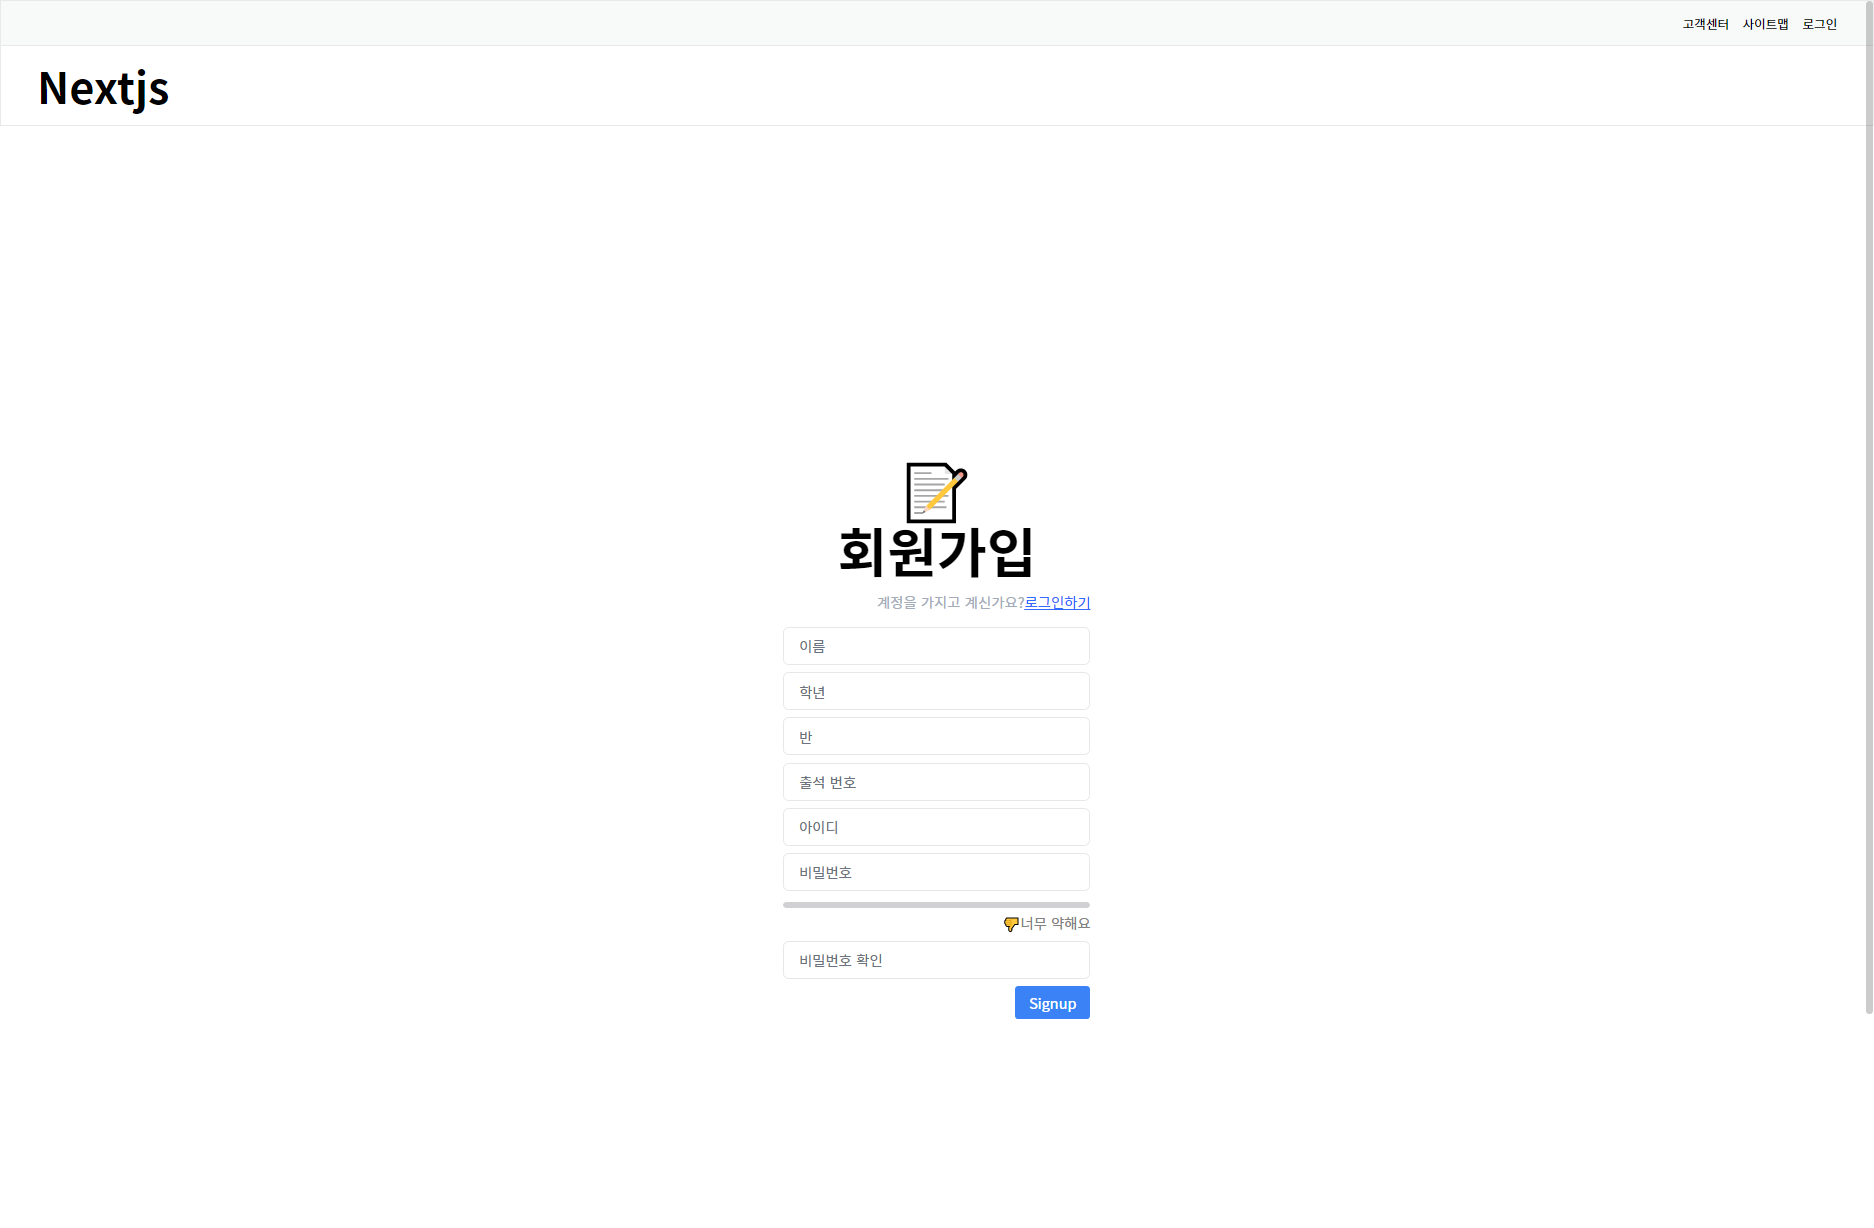 고객센터 사이트맵 로그인
Nextjs
회원가입
계정을 가지고 계신가요?로그인하기
이름
학년
반
출석 번호
아이디
비밀번호
너무 약해요
비밀번호 확인
Signup